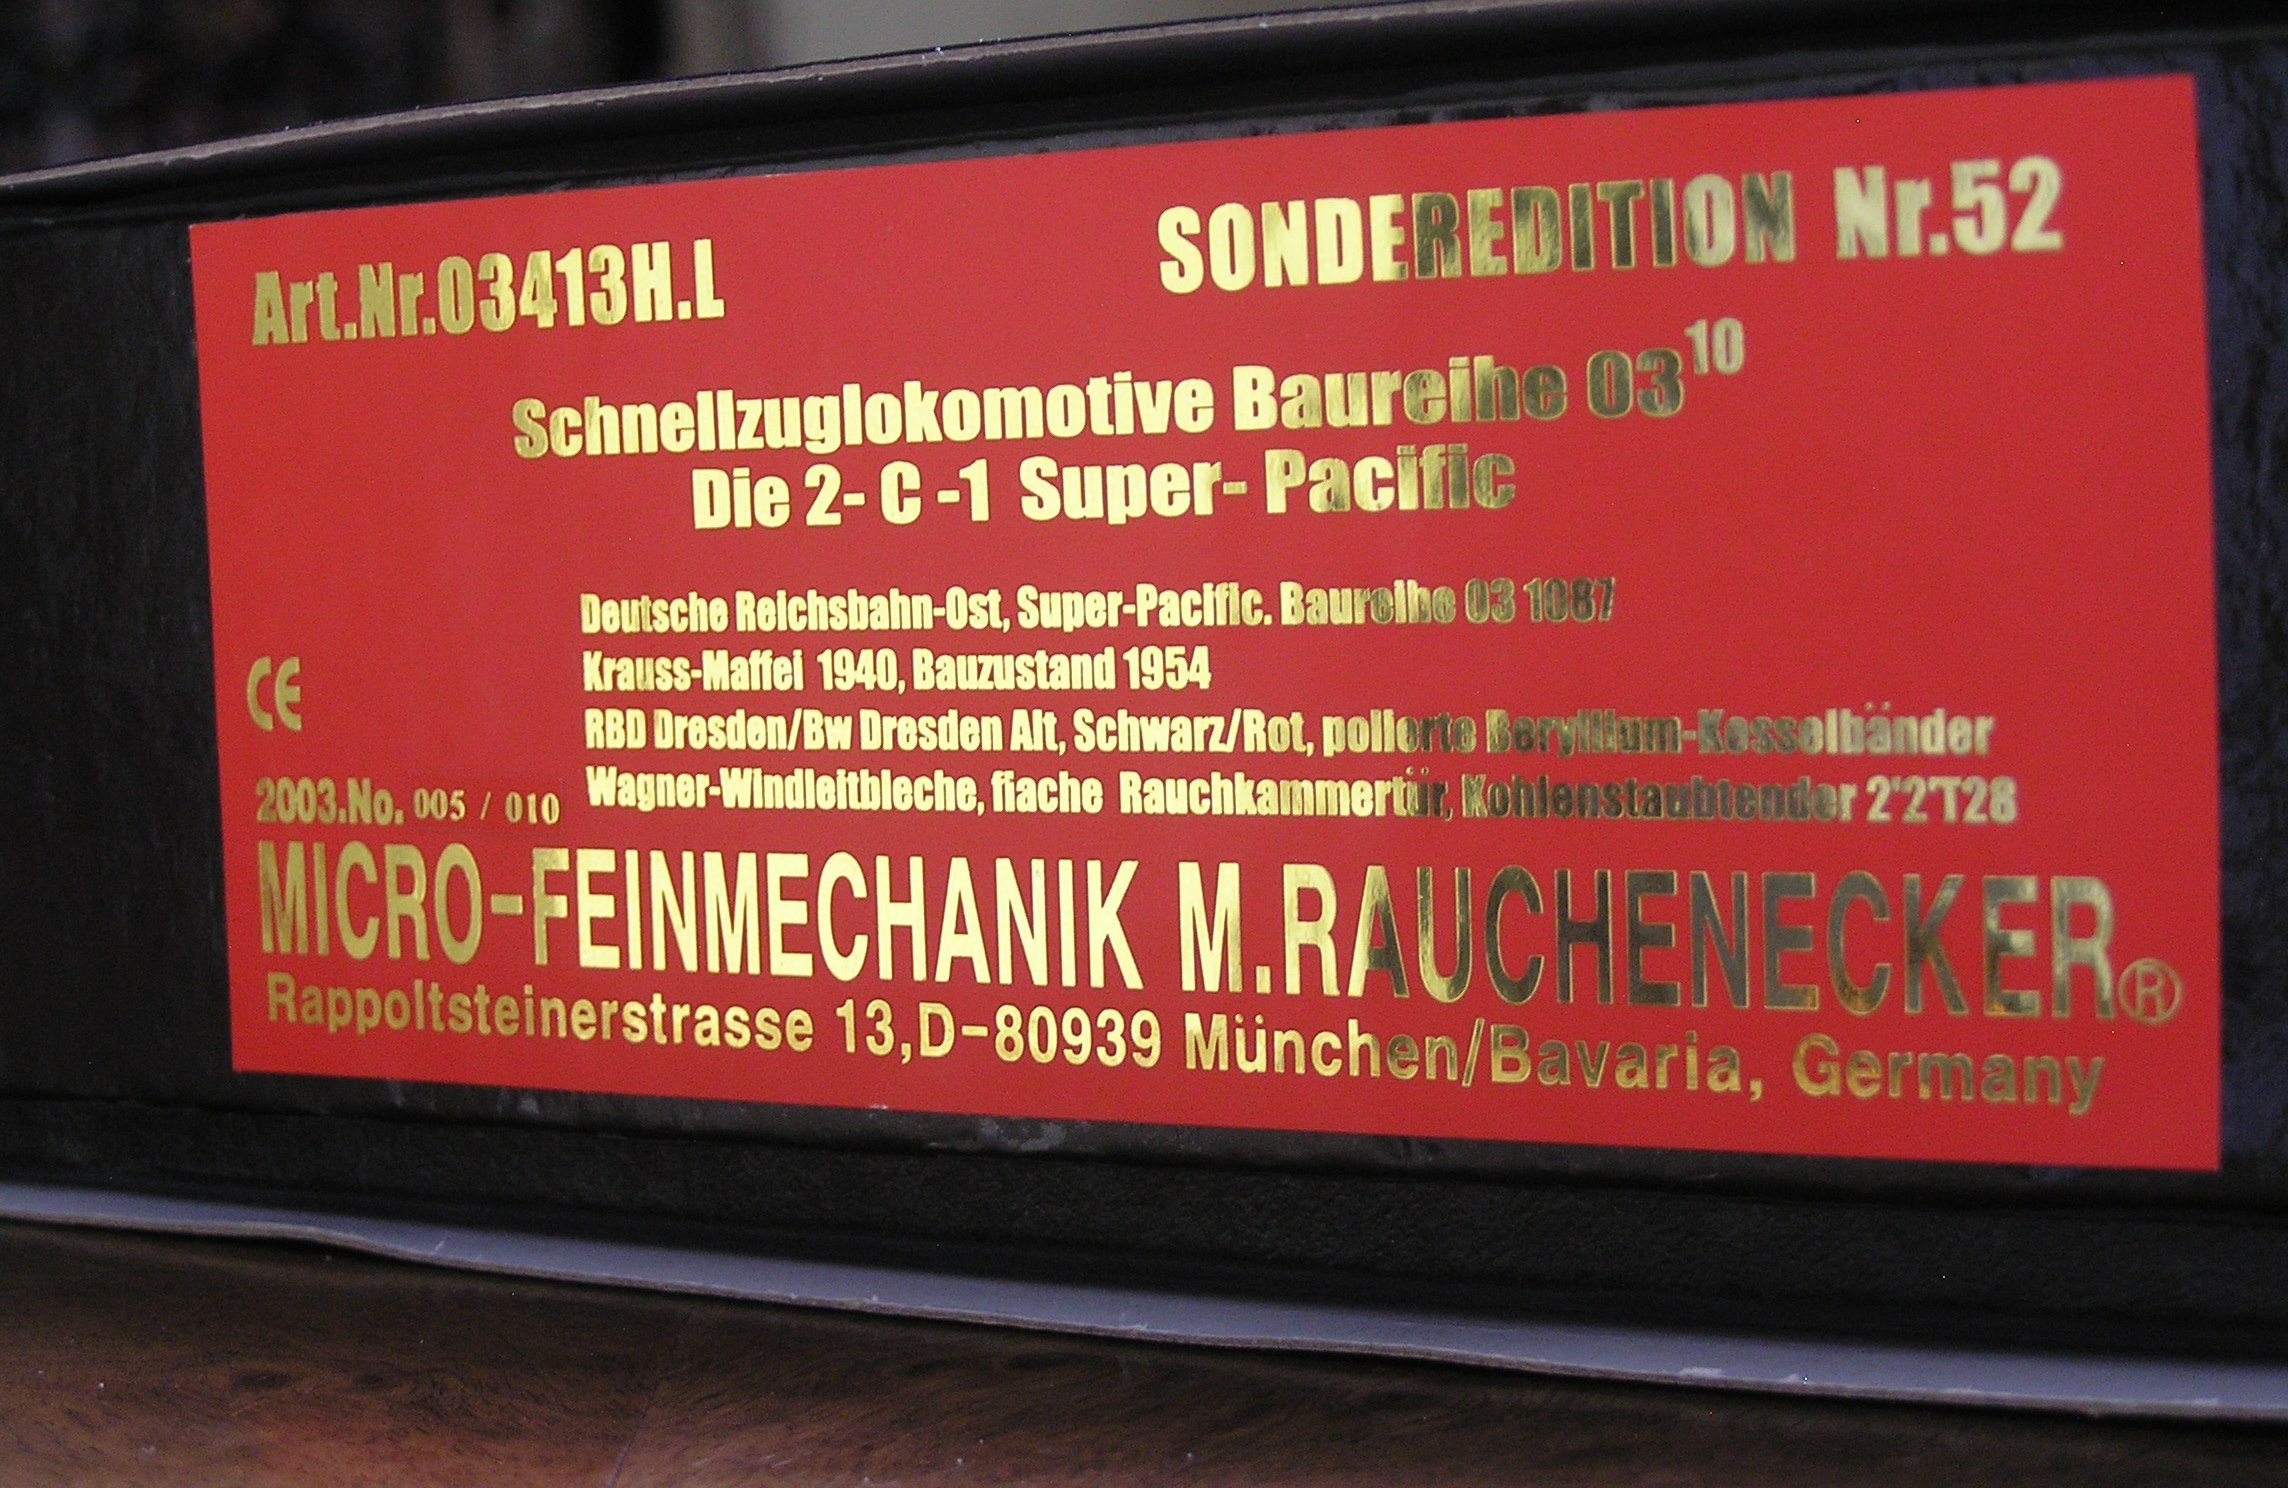 Art.Nr.03413H.L
SONDEREDITION Nr.52
Schnellzuglokomotive Baureihe 03¹⁰
Die 2- C -1 Super- Pacific
Deutsche Reichsbahn-Ost, Super-Pacific. Baureihe 03 1087
Krauss-Maffei 1940, Bauzustand 1954
RBD Dresden/Bw Dresden Alt, Schwarz/Rot, polierte Beryllium-Kesselbänder
Wagner-Windleitbleche, flache Rauchkammertür, Kohlenstaubtender 2'2'T28
CE
2003.No. 005 / 010
MICRO-FEINMECHANIK M.RAUCHENECKER®
Rappoltsteinerstrasse 13,D-80939 München/Bavaria, Germany